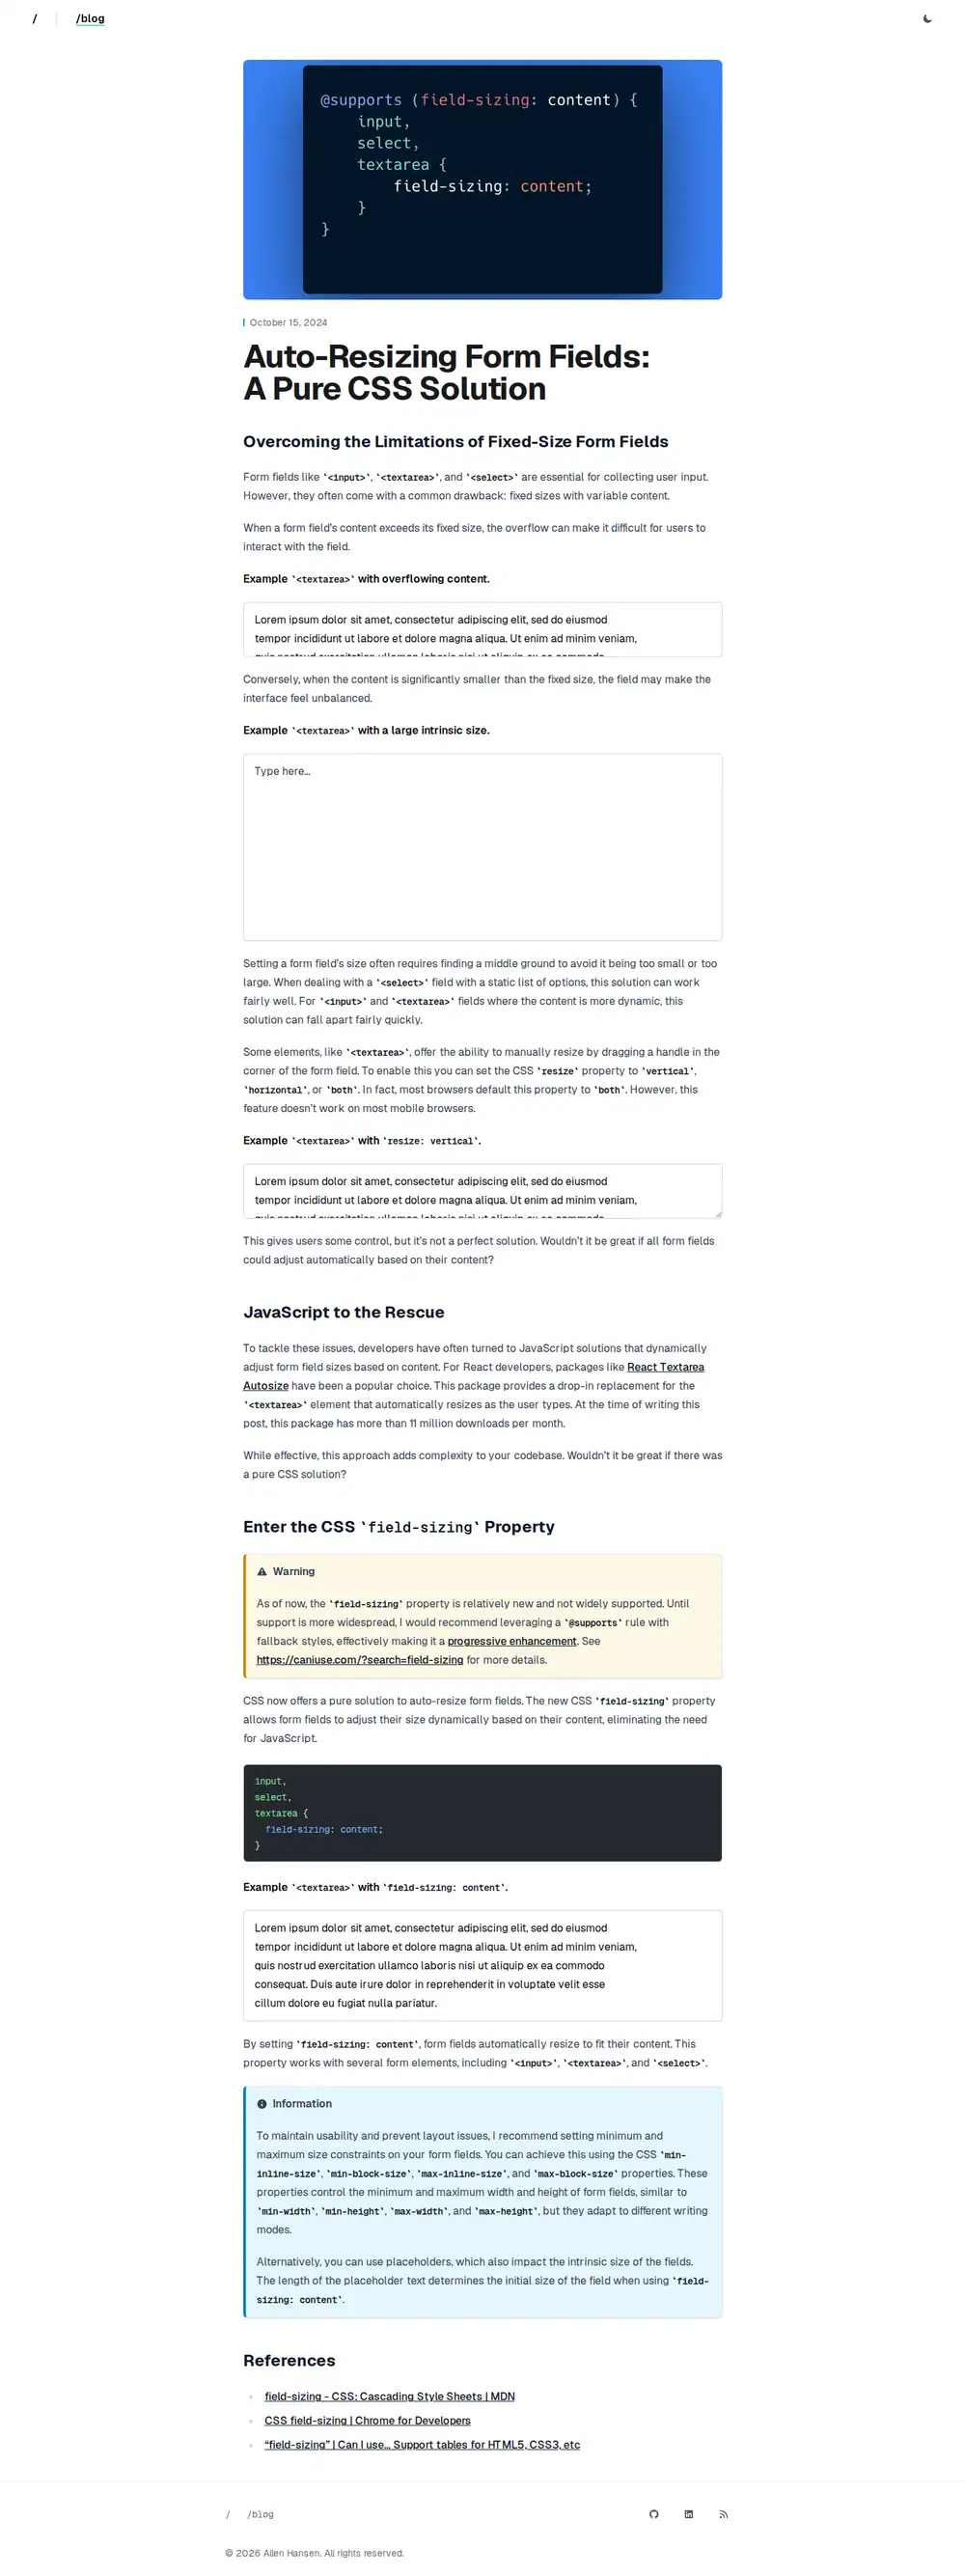 / /blog
@supports (field-sizing: content) {
input,
select,
textarea {
field-sizing: content;
}
}
October 15, 2024
Auto-Resizing Form Fields:
A Pure CSS Solution
Overcoming the Limitations of Fixed-Size Form Fields
Form fields like `<input>`, `<textarea>`, and `<select>` are essential for collecting user input.
However, they often come with a common drawback: fixed sizes with variable content.
When a form field's content exceeds its fixed size, the overflow can make it difficult for users to
interact with the field.
Example `<textarea>` with overflowing content.
Lorem ipsum dolor sit amet, consectetur adipiscing elit, sed do eiusmod
tempor incididunt ut labore et dolore magna aliqua. Ut enim ad minim veniam,
quis nostrud exercitation ullamco laboris nisi ut aliquip ex ea commodo
Conversely, when the content is significantly smaller than the fixed size, the field may make the
interface feel unbalanced.
Example `<textarea>` with a large intrinsic size.
Type here...
Setting a form field's size often requires finding a middle ground to avoid it being too small or too
large. When dealing with a `<select>` field with a static list of options, this solution can work
fairly well. For `<input>` and `<textarea>` fields where the content is more dynamic, this
solution can fall apart fairly quickly.
Some elements, like `<textarea>`, offer the ability to manually resize by dragging a handle in the
corner of the form field. To enable this you can set the CSS `resize` property to `vertical`,
`horizontal`, or `both`. In fact, most browsers default this property to `both`. However, this
feature doesn't work on most mobile browsers.
Example `<textarea>` with `resize: vertical`.
Lorem ipsum dolor sit amet, consectetur adipiscing elit, sed do eiusmod
tempor incididunt ut labore et dolore magna aliqua. Ut enim ad minim veniam,
quis nostrud exercitation ullamco laboris nisi ut aliquip ex ea commodo
This gives users some control, but it's not a perfect solution. Wouldn't it be great if all form fields
could adjust automatically based on their content?
JavaScript to the Rescue
To tackle these issues, developers have often turned to JavaScript solutions that dynamically
adjust form field sizes based on content. For React developers, packages like React Textarea
Autosize have been a popular choice. This package provides a drop-in replacement for the
`<textarea>` element that automatically resizes as the user types. At the time of writing this
post, this package has more than 11 million downloads per month.
While effective, this approach adds complexity to your codebase. Wouldn't it be great if there was
a pure CSS solution?
Enter the CSS `field-sizing` Property
Warning
As of now, the `field-sizing` property is relatively new and not widely supported. Until
support is more widespread, I would recommend leveraging a `@supports` rule with
fallback styles, effectively making it a progressive enhancement. See
https://caniuse.com/?search=field-sizing for more details.
CSS now offers a pure solution to auto-resize form fields. The new CSS `field-sizing` property
allows form fields to adjust their size dynamically based on their content, eliminating the need
for JavaScript.
input,
select,
textarea {
field-sizing: content;
}
Example `<textarea>` with `field-sizing: content`.
Lorem ipsum dolor sit amet, consectetur adipiscing elit, sed do eiusmod
tempor incididunt ut labore et dolore magna aliqua. Ut enim ad minim veniam,
quis nostrud exercitation ullamco laboris nisi ut aliquip ex ea commodo
consequat. Duis aute irure dolor in reprehenderit in voluptate velit esse
cillum dolore eu fugiat nulla pariatur.
By setting `field-sizing: content`, form fields automatically resize to fit their content. This
property works with several form elements, including `<input>`, `<textarea>`, and `<select>`.
Information
To maintain usability and prevent layout issues, I recommend setting minimum and
maximum size constraints on your form fields. You can achieve this using the CSS `min-
inline-size`, `min-block-size`, `max-inline-size`, and `max-block-size` properties. These
properties control the minimum and maximum width and height of form fields, similar to
`min-width`, `min-height`, `max-width`, and `max-height`, but they adapt to different writing
modes.
Alternatively, you can use placeholders, which also impact the intrinsic size of the fields.
The length of the placeholder text determines the initial size of the field when using `field-
sizing: content`.
References
field-sizing - CSS: Cascading Style Sheets | MDN
CSS field-sizing | Chrome for Developers
"field-sizing" | Can I use... Support tables for HTML5, CSS3, etc
/ /blog
© 2026 Allen Hansen. All rights reserved.